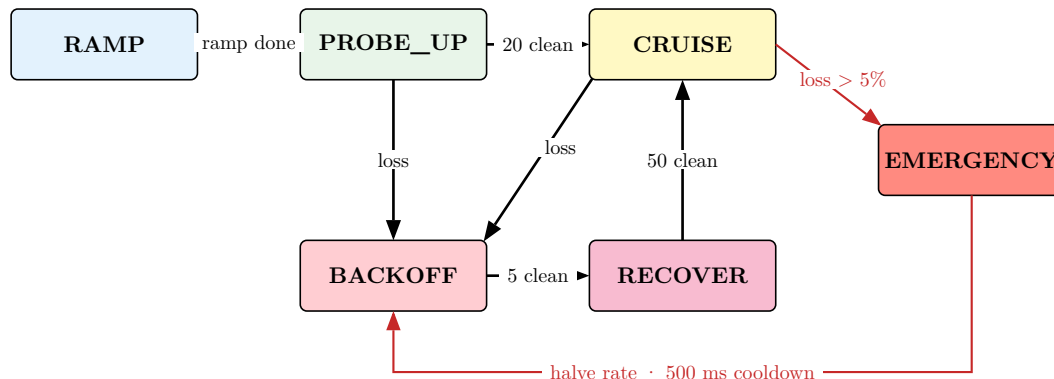 RAMP
ramp done
PROBE_UP
20 clean
CRUISE
loss > 5%
EMERGENCY
loss
loss
50 clean
BACKOFF
5 clean
RECOVER
halve rate · 500 ms cooldown